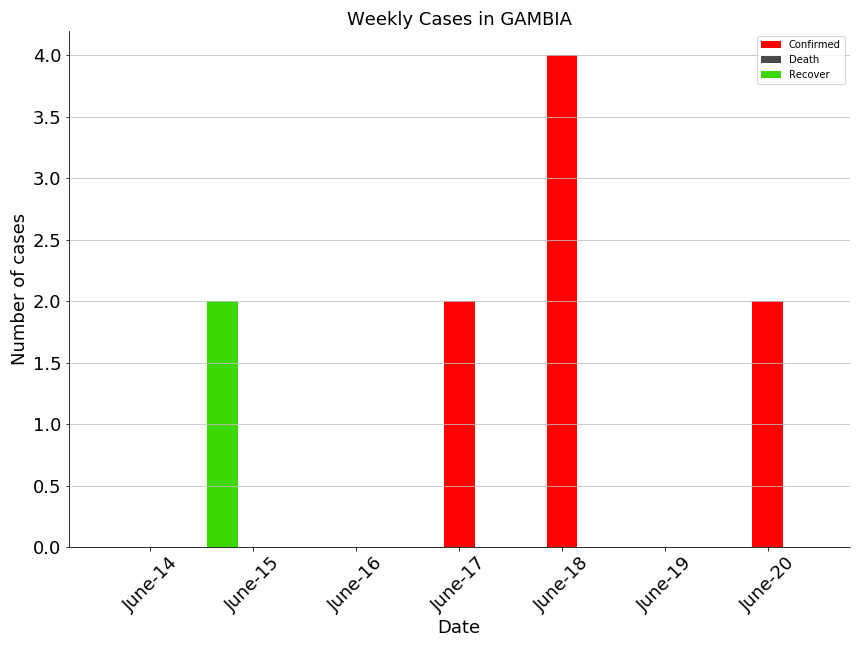 Weekly Cases in GAMBIA
Confirmed
Death
Recover
Number of cases
4.0
3.5
3.0
2.5
2.0
1.5
1.0
0.5
0.0
June-14
June-15
June-16
June-17
June-18
June-19
June-20
Date